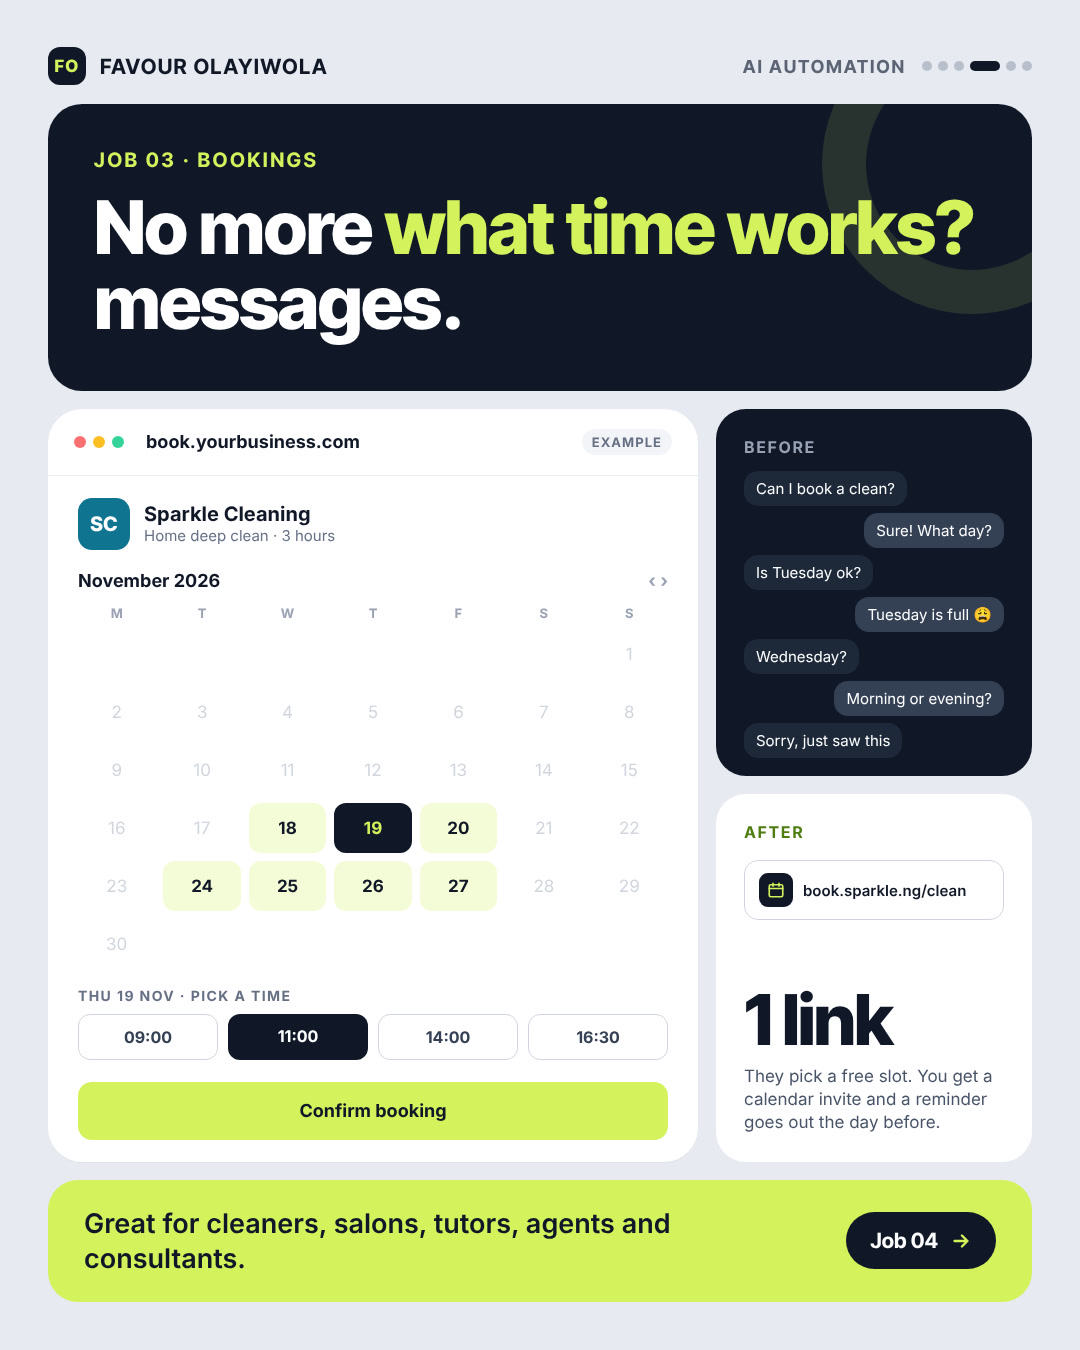 FO FAVOUR OLAYIWOLA
AI AUTOMATION
JOB 03 · BOOKINGS
No more what time works?
messages.
book.yourbusiness.com
EXAMPLE
SC
Sparkle Cleaning
Home deep clean · 3 hours
November 2026
‹ ›
M T W T F S S
1
2 3 4 5 6 7 8
9 10 11 12 13 14 15
16 17 18 19 20 21 22
23 24 25 26 27 28 29
30
THU 19 NOV · PICK A TIME
09:00 11:00 14:00 16:30
Confirm booking
BEFORE
Can I book a clean?
Sure! What day?
Is Tuesday ok?
Tuesday is full 😩
Wednesday?
Morning or evening?
Sorry, just saw this
AFTER
book.sparkle.ng/clean
1 link
They pick a free slot. You get a
calendar invite and a reminder
goes out the day before.
Great for cleaners, salons, tutors, agents and
consultants.
Job 04 →